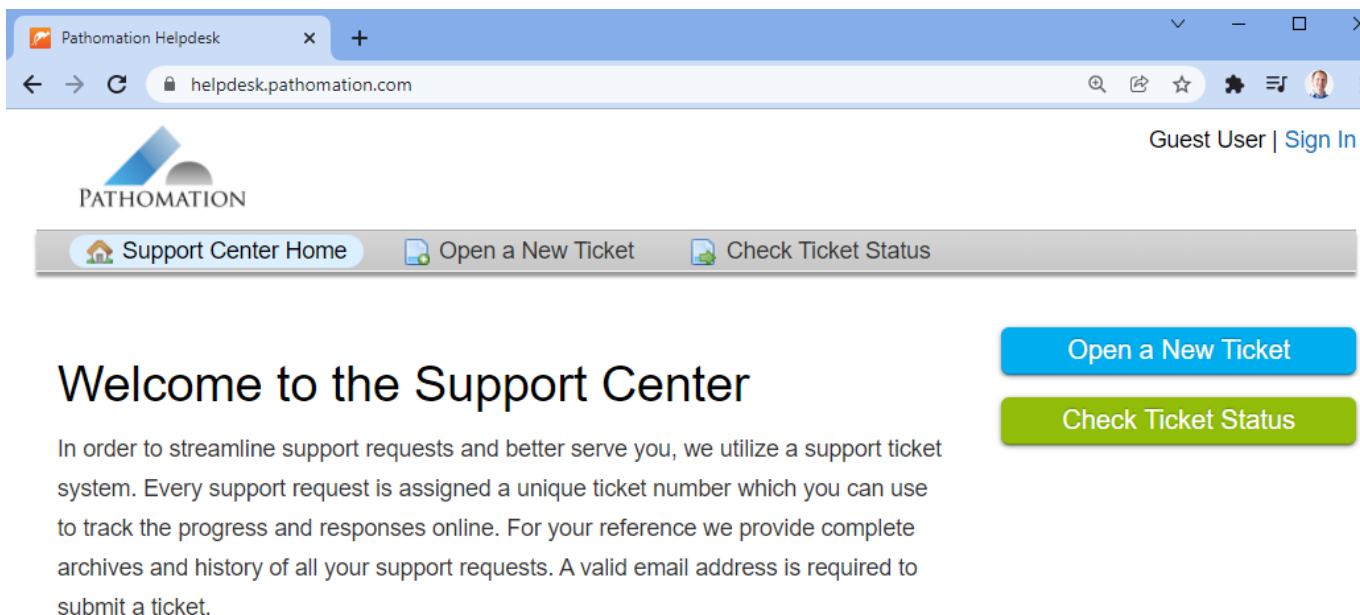 Pathomation Helpdesk
helpdesk.pathomation.com
Guest User | Sign In
PATHOMATION
Support Center Home Open a New Ticket Check Ticket Status
Open a New Ticket
Welcome to the Support Center
Check Ticket Status
In order to streamline support requests and better serve you, we utilize a support ticket
system. Every support request is assigned a unique ticket number which you can use
to track the progress and responses online. For your reference we provide complete
archives and history of all your support requests. A valid email address is required to
submit a ticket.